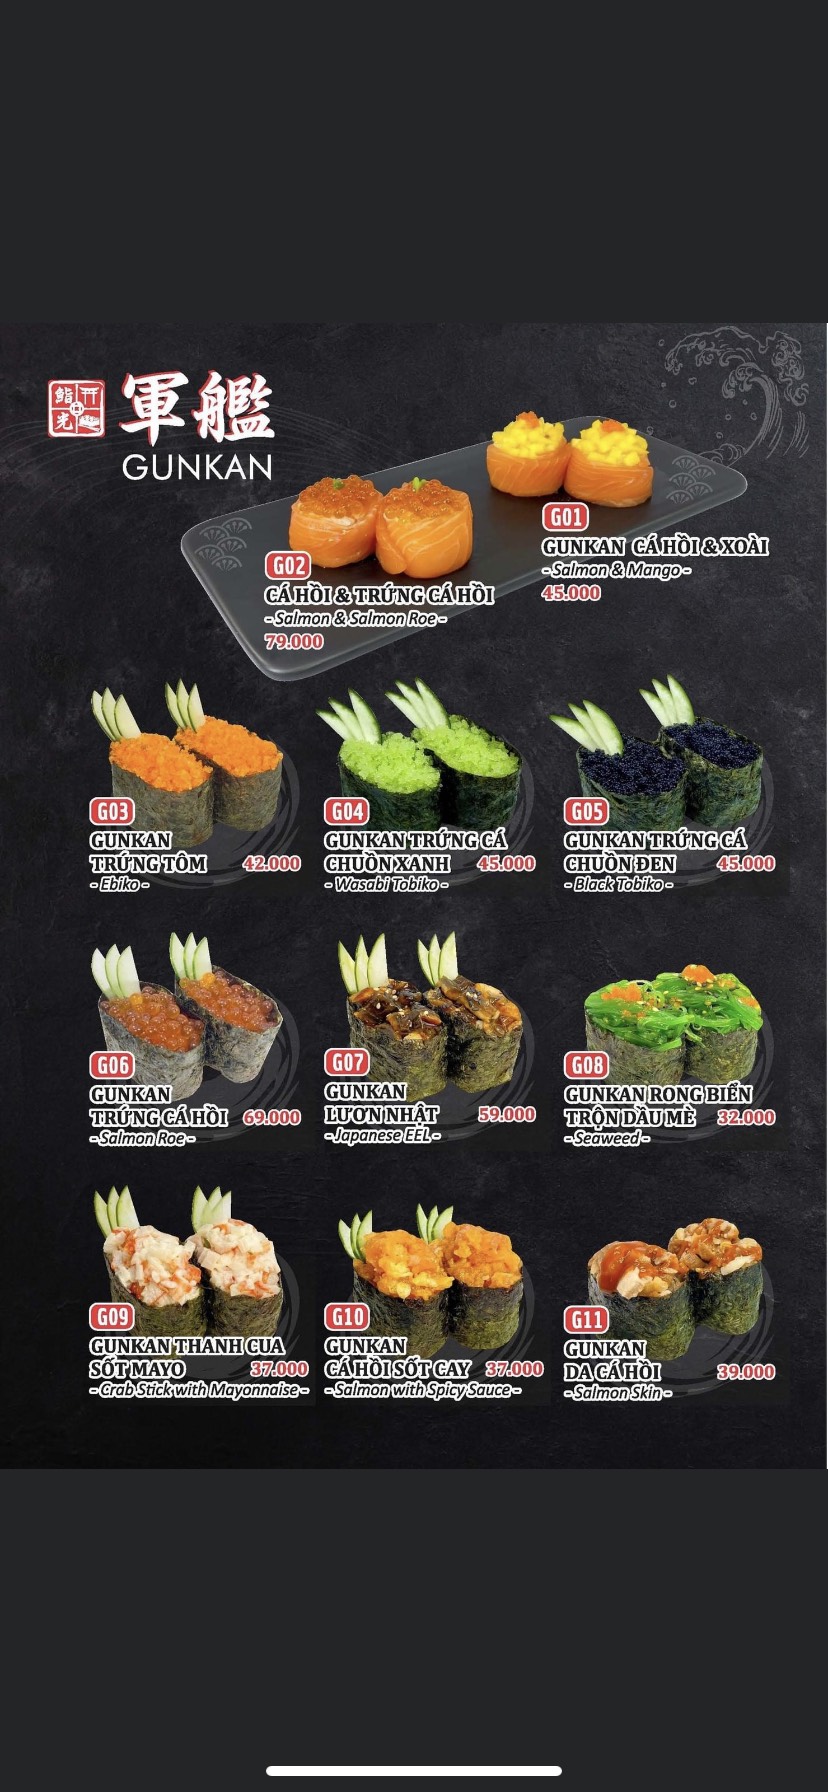 鮨
光
軍艦
GUNKAN
G01
GUNKAN CÁ HỒI & XOÀI
- Salmon & Mango -
45.000
G02
CÁ HỒI & TRỨNG CÁ HỒI
- Salmon & Salmon Roe -
79.000
G03
GUNKAN
TRỨNG TÔM 42.000
- Ebiko -
G04
GUNKAN TRỨNG CÁ
CHUỒN XANH 45.000
- Wasabi Tobiko -
G05
GUNKAN TRỨNG CÁ
CHUỒN ĐEN 45.000
- Black Tobiko -
G06
GUNKAN
TRỨNG CÁ HỒI 69.000
- Salmon Roe -
G07
GUNKAN
LƯƠN NHẬT 59.000
- Japanese EEL -
G08
GUNKAN RONG BIỂN
TRỘN DẦU MÈ 32.000
- Seaweed -
G09
GUNKAN THANH CUA
SỐT MAYO 37.000
- Crab Stick with Mayonnaise -
G10
GUNKAN
CÁ HỒI SỐT CAY 37.000
- Salmon with Spicy Sauce -
G11
GUNKAN
DA CÁ HỒI 39.000
- Salmon Skin -